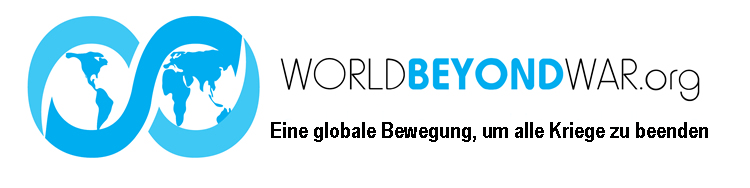 WORLDBEYONDWAR.org
Eine globale Bewegung, um alle Kriege zu beenden